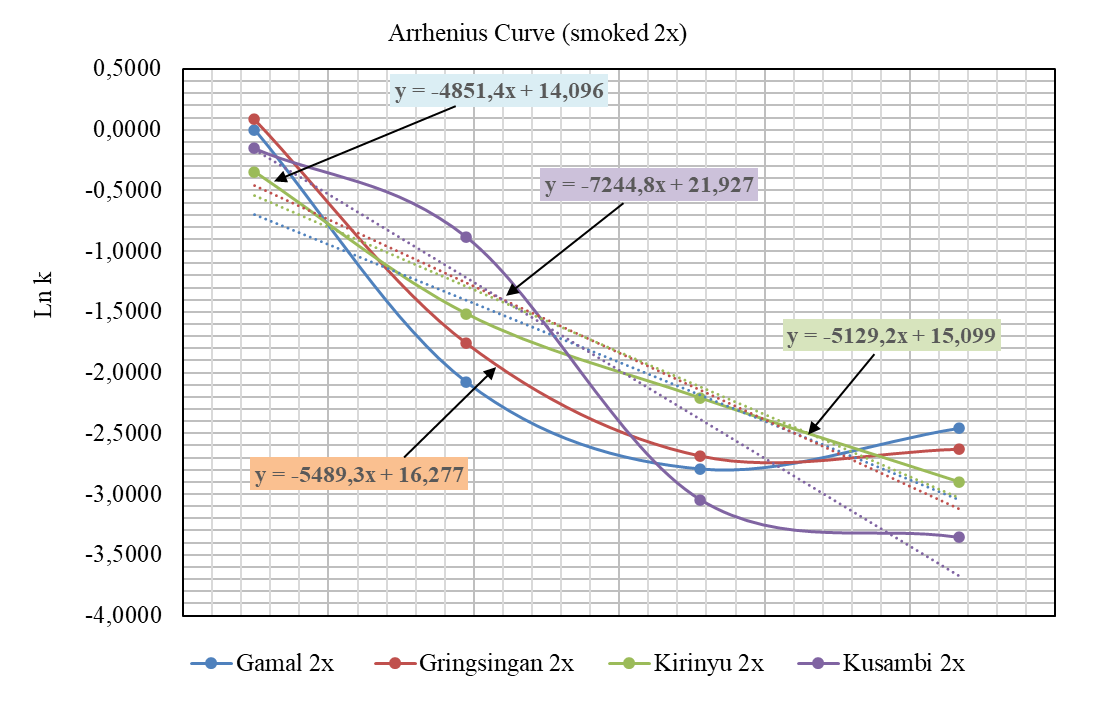 Arrhenius Curve (smoked 2x)
0,5000
0,0000
-0,5000
-1,0000
-1,5000
-2,0000
-2,5000
-3,0000
-3,5000
-4,0000
Ln k
y = -4851,4x + 14,096
y = -7244,8x + 21,927
y = -5129,2x + 15,099
y = -5489,3x + 16,277
Gamal 2x
Gringsingan 2x
Kirinyu 2x
Kusambi 2x